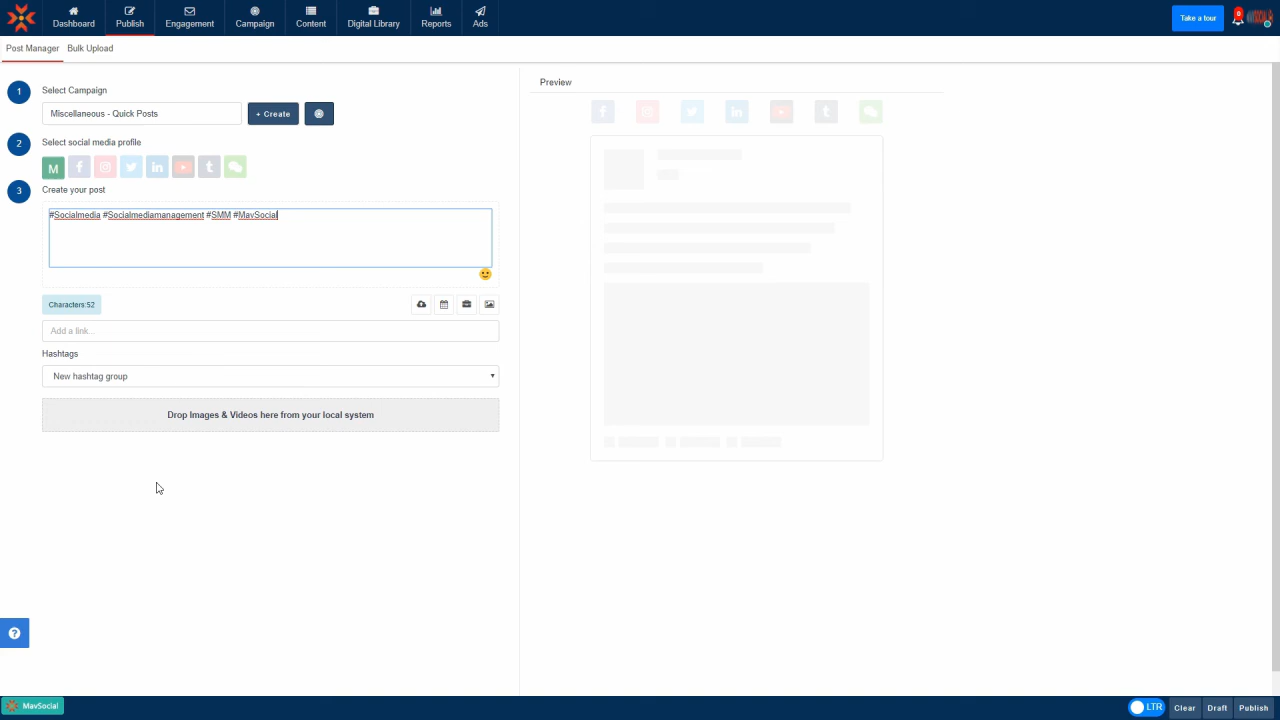 Dashboard
Publish
Engagement
Campaign
Content
Digital Library
Reports
Ads
Take a tour
0
Post Manager
Bulk Upload
1
Select Campaign
Miscellaneous - Quick Posts
+ Create
2
Select social media profile
M
3
Create your post
#Socialmedia #Socialmediamanagement #SMM #MavSocial
Characters:52
Add a link...
Hashtags
New hashtag group
Drop Images & Videos here from your local system
Preview
MavSocial
LTR
Clear
Draft
Publish